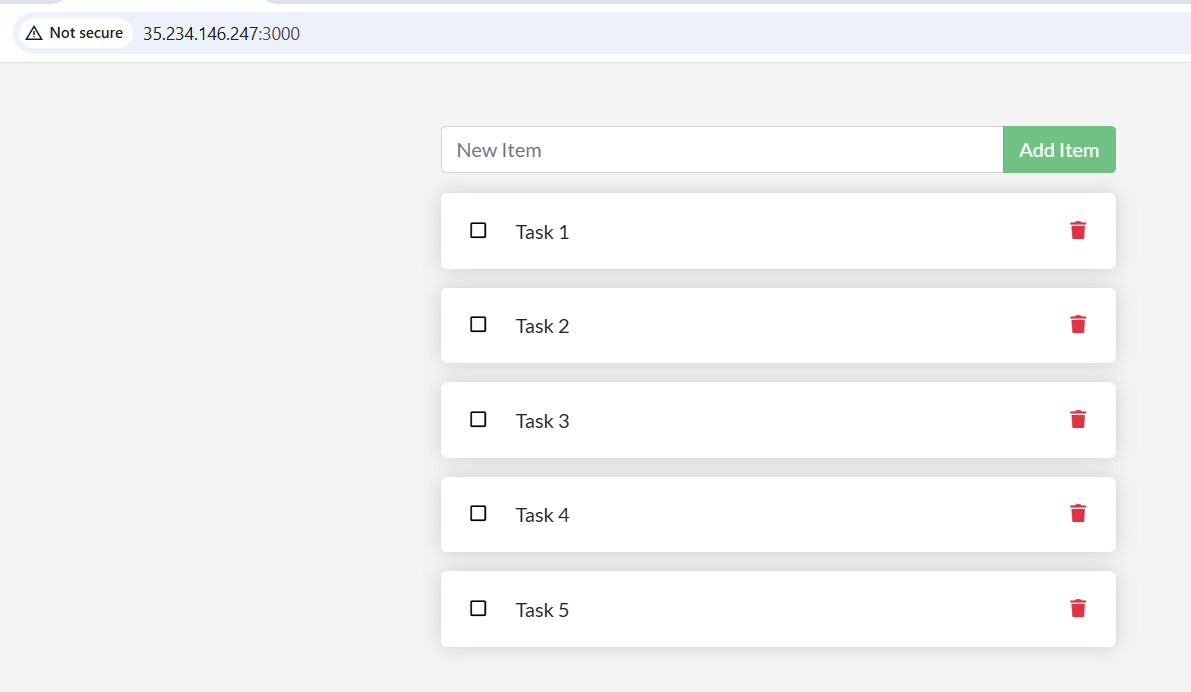 Not secure 35.234.146.247:3000
New Item Add Item
Task 1
Task 2
Task 3
Task 4
Task 5